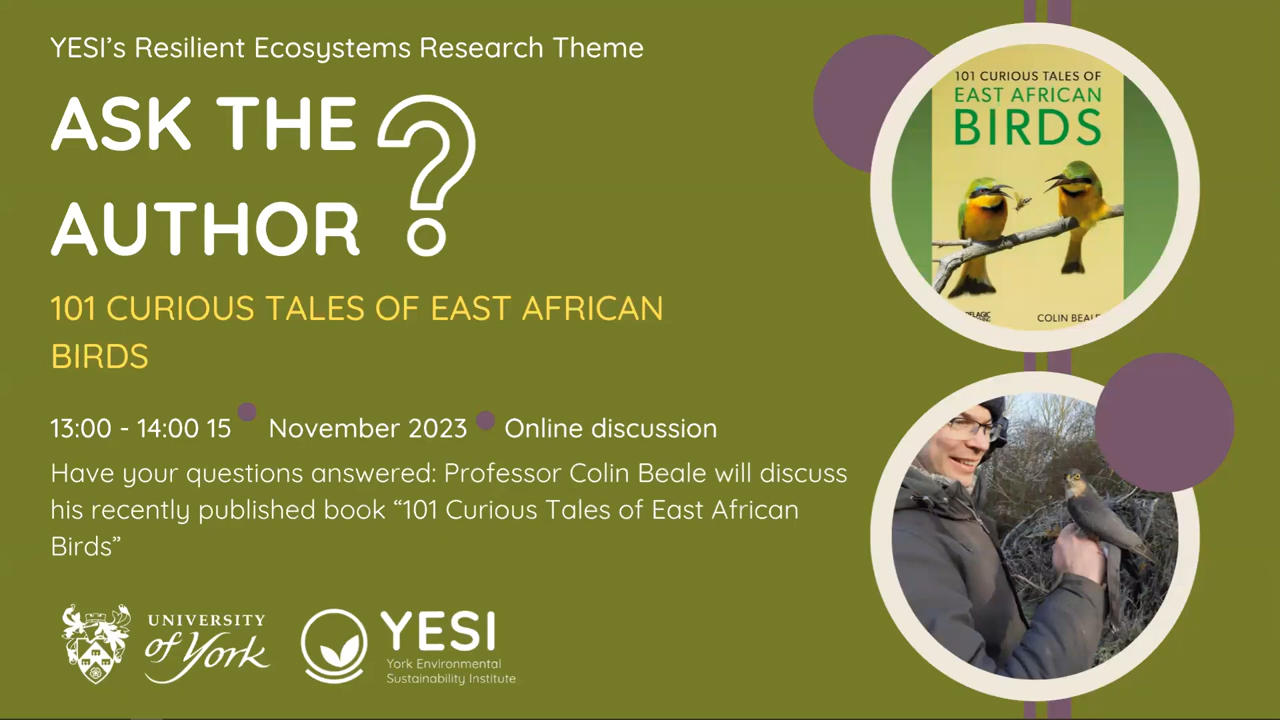 YESI's Resilient Ecosystems Research Theme
ASK THE
AUTHOR ?
101 CURIOUS TALES OF EAST AFRICAN
BIRDS
13:00 - 14:00 15 November 2023 Online discussion
Have your questions answered: Professor Colin Beale will discuss
his recently published book “101 Curious Tales of East African
Birds”
UNIVERSITY
of York
YESI
York Environmental
Sustainability Institute
101 CURIOUS TALES OF
EAST AFRICAN
BIRDS
COLIN BEALE